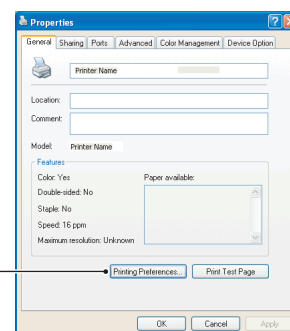 Properties
General Sharing Ports Advanced Color Management Device Option
Printer Name
Location:
Comment:
Model: Printer Name
Features
Color: Yes Paper available:
Double-sided: No
Staple: No
Speed: 16 ppm
Maximum resolution: Unknown
Printing Preferences... Print Test Page
OK Cancel Apply